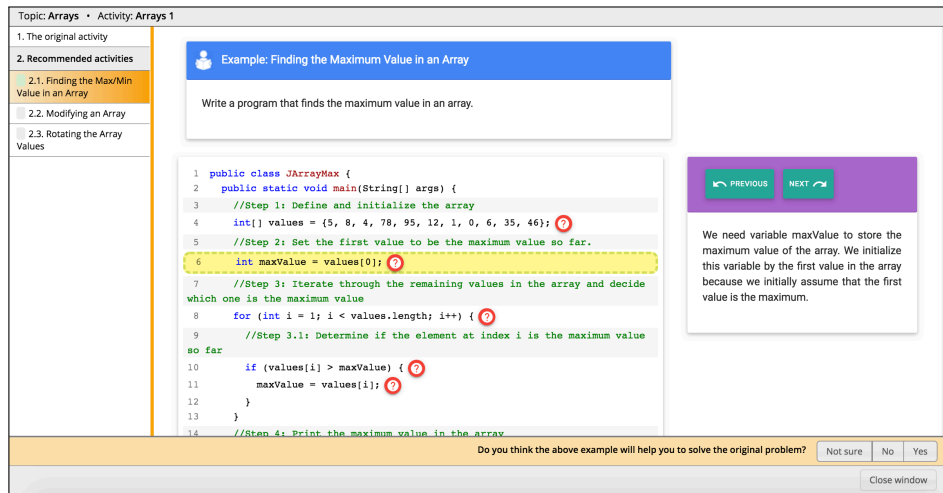 Topic: Arrays • Activity: Arrays 1
1. The original activity
2. Recommended activities
2.1. Finding the Max/Min
Value in an Array
2.2. Modifying an Array
2.3. Rotating the Array
Values
Example: Finding the Maximum Value in an Array
Write a program that finds the maximum value in an array.
1 public class JArrayMax {
2 public static void main(String[] args) {
3 //Step 1: Define and initialize the array
4 int[] values = {5, 8, 4, 78, 95, 12, 1, 0, 6, 35, 46}; ?
5 //Step 2: Set the first value to be the maximum value so far.
6 int maxValue = values[0]; ?
7 //Step 3: Iterate through the remaining values in the array and decide
which one is the maximum value
8 for (int i = 1; i < values.length; i++) { ?
9 //Step 3.1: Determine if the element at index i is the maximum value
so far
10 if (values[i] > maxValue) { ?
11 maxValue = values[i]; ?
12 }
13 }
14 //Step 4: Print the maximum value in the array
PREVIOUS
NEXT
We need variable maxValue to store the
maximum value of the array. We initialize
this variable by the first value in the array
because we initially assume that the first
value is the maximum.
Do you think the above example will help you to solve the original problem?
Not sure
No
Yes
Close window